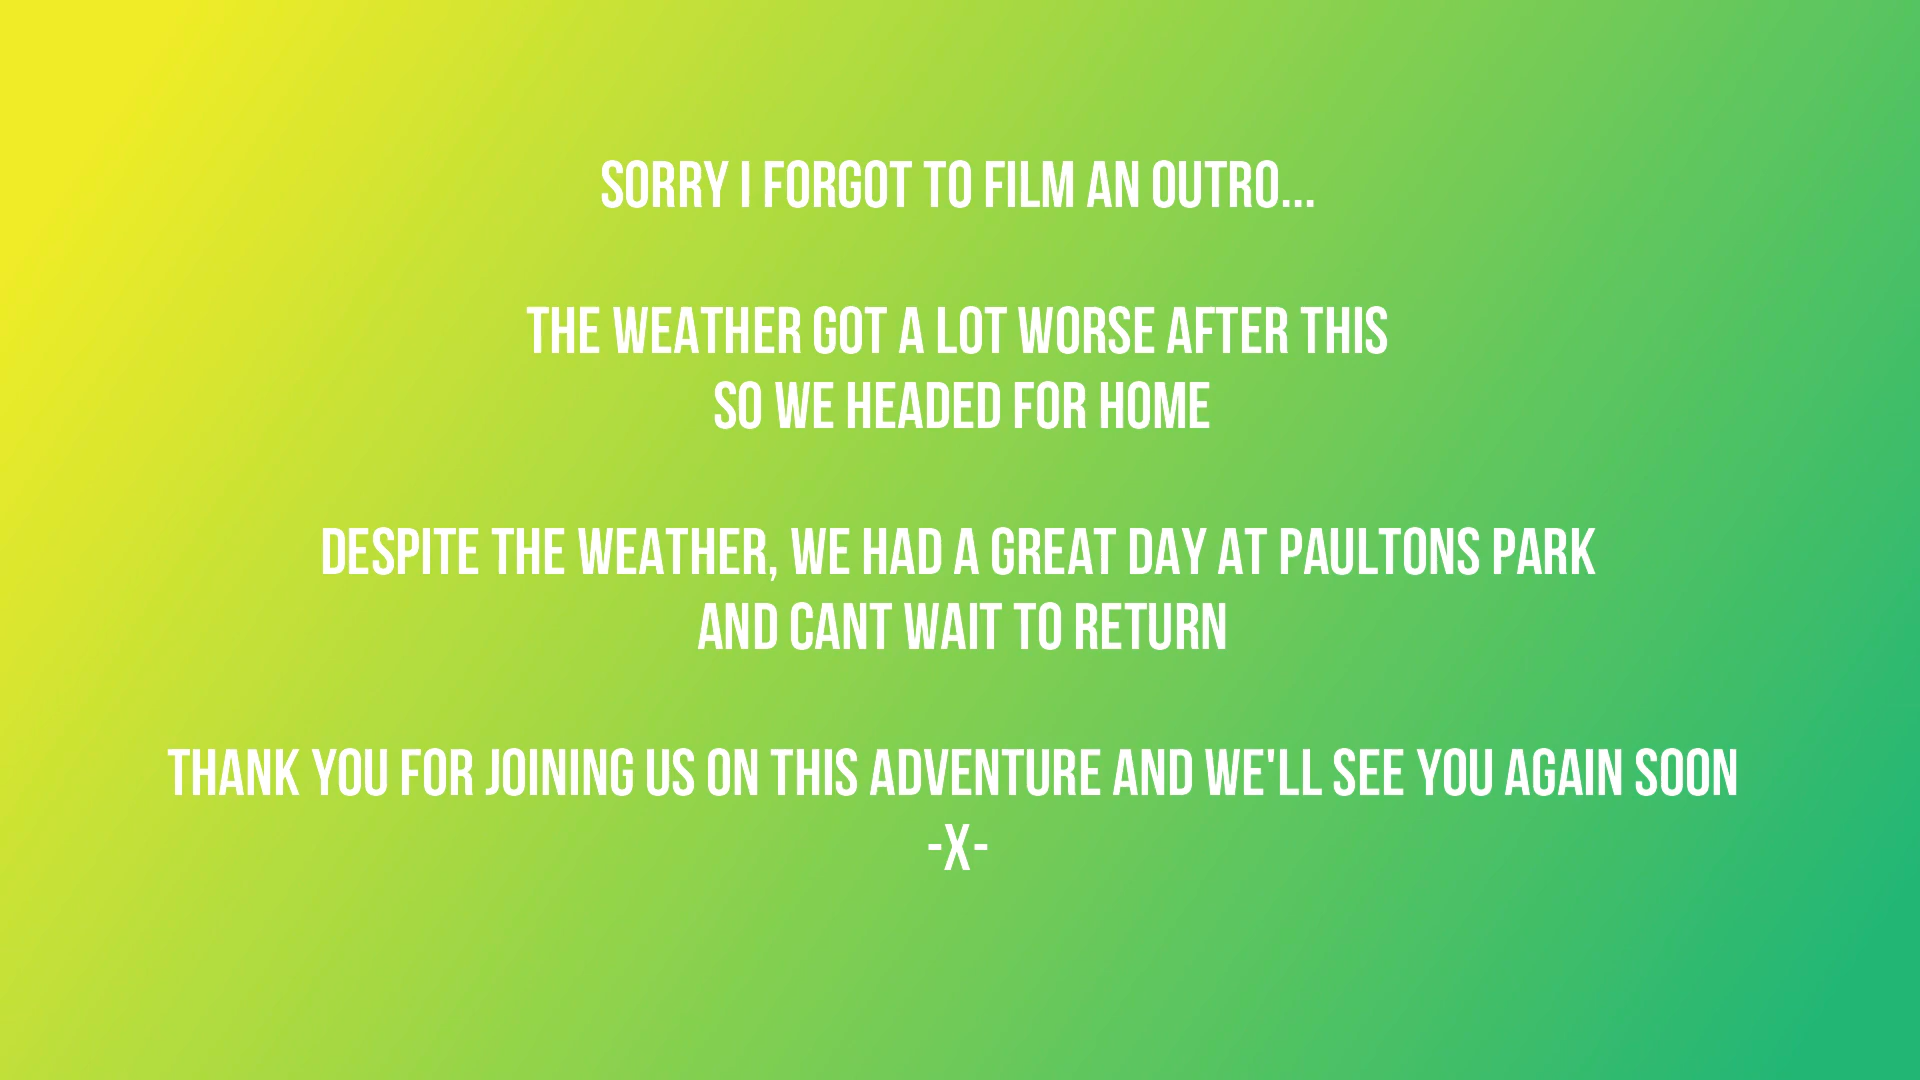 SORRY I FORGOT TO FILM AN OUTRO...
THE WEATHER GOT A LOT WORSE AFTER THIS
SO WE HEADED FOR HOME
DESPITE THE WEATHER, WE HAD A GREAT DAY AT PAULTONS PARK
AND CANT WAIT TO RETURN
THANK YOU FOR JOINING US ON THIS ADVENTURE AND WE'LL SEE YOU AGAIN SOON
-X-